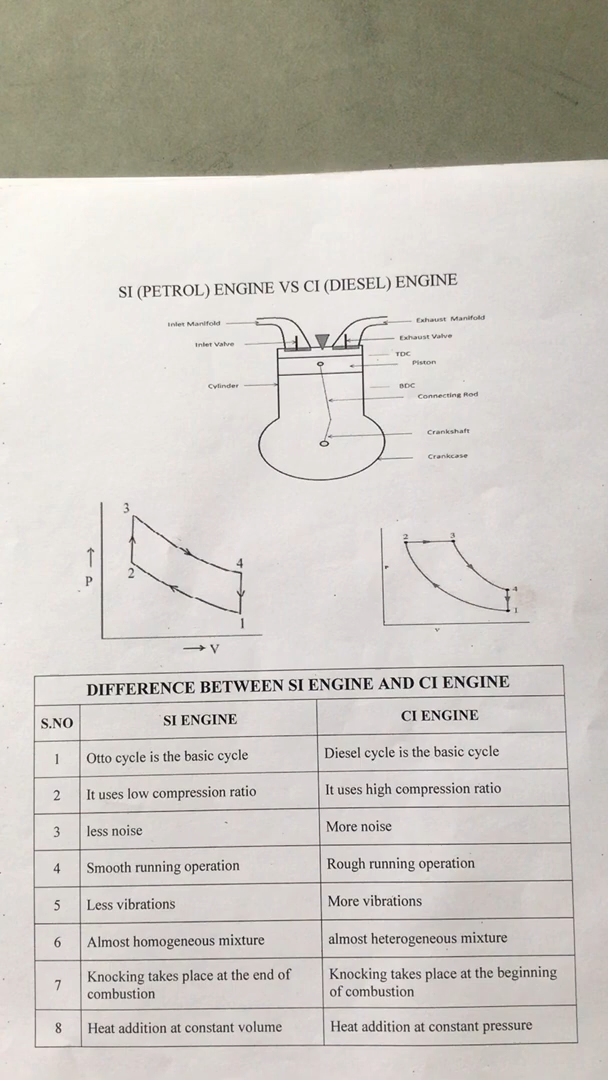 SI (PETROL) ENGINE VS CI (DIESEL) ENGINE
Inlet Manifold
Exhaust Manifold
Inlet Valve
Exhaust Valve
TDC
Piston
Cylinder
BDC
Connecting Rod
Crankshaft
Crankcase
3
4
2
1
P
V
2
3
4
1
P
V
DIFFERENCE BETWEEN SI ENGINE AND CI ENGINE
S.NO SI ENGINE CI ENGINE
1 Otto cycle is the basic cycle Diesel cycle is the basic cycle
2 It uses low compression ratio It uses high compression ratio
3 less noise More noise
4 Smooth running operation Rough running operation
5 Less vibrations More vibrations
6 Almost homogeneous mixture almost heterogeneous mixture
7 Knocking takes place at the end of Knocking takes place at the beginning
combustion of combustion
8 Heat addition at constant volume Heat addition at constant pressure